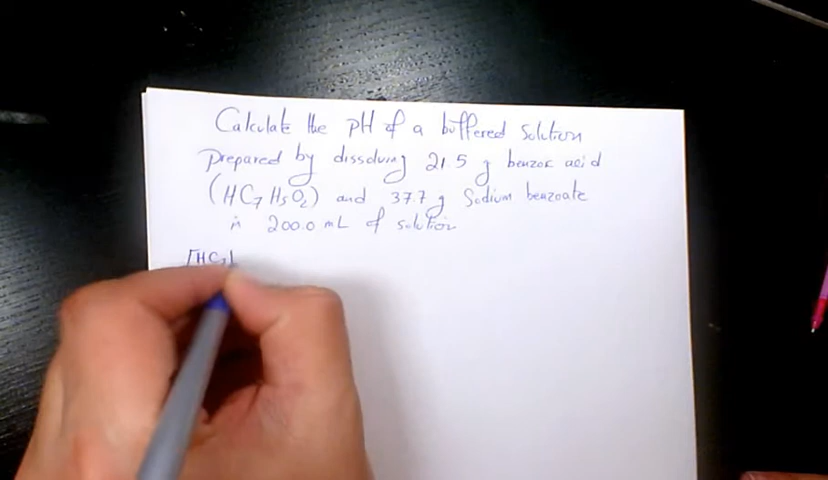 Calculate the pH of a buffered solution
prepared by dissolving 21.5 g benzoic acid
(HC7H5O2) and 37.7 g Sodium benzoate
in 200.0 mL of solution
[HC7